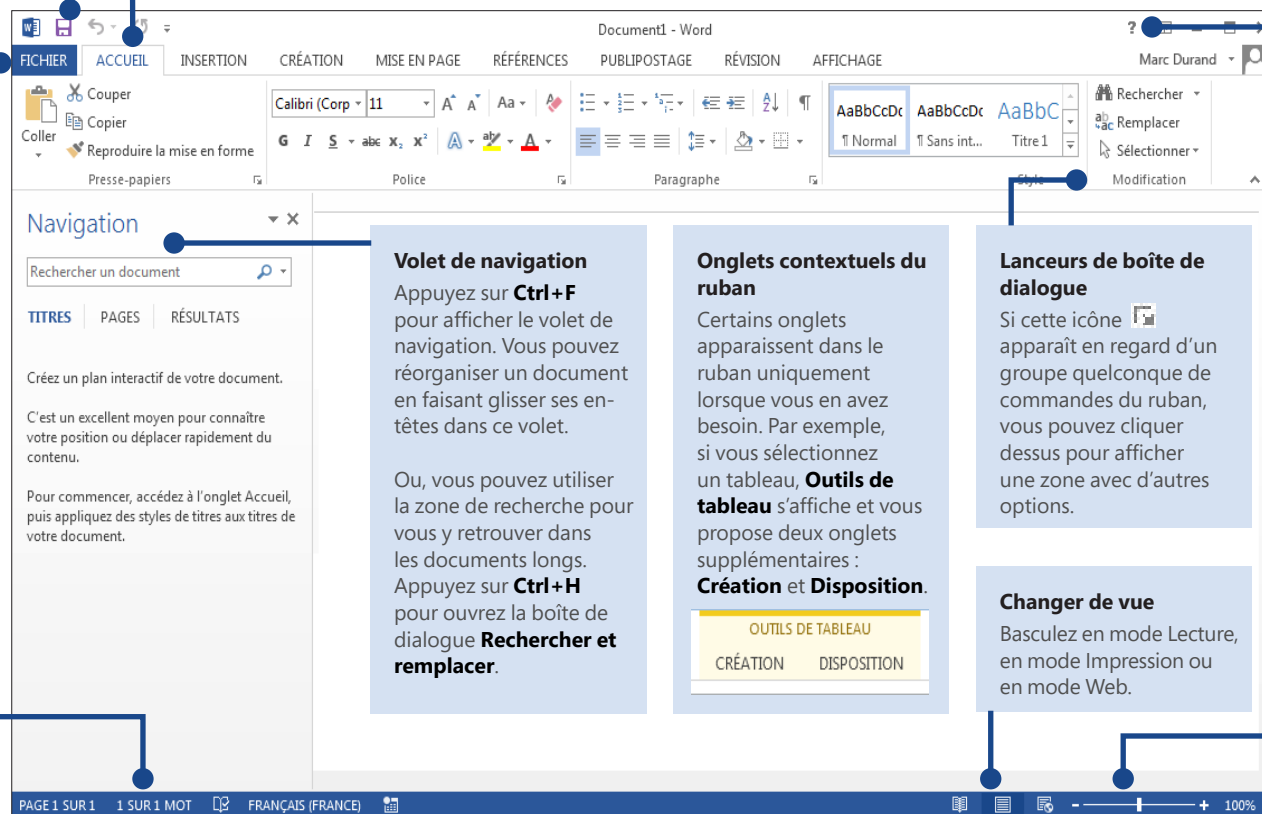 Document1 - Word
?
FICHIER ACCUEIL INSERTION CRÉATION MISE EN PAGE RÉFÉRENCES PUBLIPOSTAGE RÉVISION AFFICHAGE Marc Durand
Coller
Couper
Copier
Reproduire la mise en forme
Presse-papiers
Calibri (Corp 11 A A Aa
G I S abc X₂ X² A ab A
Police
Paragraphe
AaBbCcDc AaBbCcDc AaBbC
¶ Normal ¶ Sans int... Titre 1
Style
Rechercher
Remplacer
Sélectionner
Modification
Navigation
Rechercher un document
TITRES PAGES RÉSULTATS
Créez un plan interactif de votre document.
C'est un excellent moyen pour connaître
votre position ou déplacer rapidement du
contenu.
Pour commencer, accédez à l'onglet Accueil,
puis appliquez des styles de titres aux titres de
votre document.
Volet de navigation
Appuyez sur Ctrl+F
pour afficher le volet de
navigation. Vous pouvez
réorganiser un document
en faisant glisser ses en-
têtes dans ce volet.
Ou, vous pouvez utiliser
la zone de recherche pour
vous y retrouver dans
les documents longs.
Appuyez sur Ctrl+H
pour ouvrez la boîte de
dialogue Rechercher et
remplacer.
Onglets contextuels du
ruban
Certains onglets
apparaissent dans le
ruban uniquement
lorsque vous en avez
besoin. Par exemple,
si vous sélectionnez
un tableau, Outils de
tableau s'affiche et vous
propose deux onglets
supplémentaires :
Création et Disposition.
OUTILS DE TABLEAU
CRÉATION DISPOSITION
Lanceurs de boîte de
dialogue
Si cette icône
apparaît en regard d'un
groupe quelconque de
commandes du ruban,
vous pouvez cliquer
dessus pour afficher
une zone avec d'autres
options.
Changer de vue
Basculez en mode Lecture,
en mode Impression ou
en mode Web.
PAGE 1 SUR 1 1 SUR 1 MOT FRANÇAIS (FRANCE) - + 100%